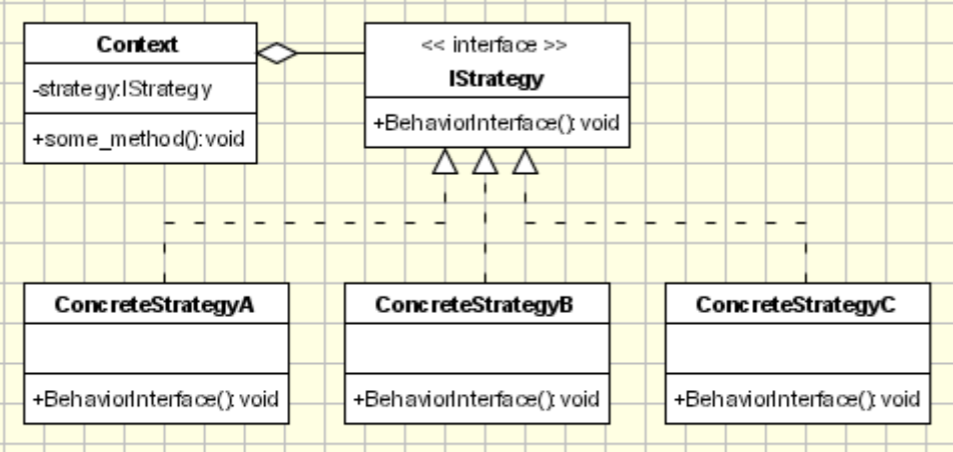 Context
-strategy:IStrategy
+some_method():void
<< interface >>
IStrategy
+BehaviorInterface(): void
ConcreteStrategyA
+BehaviorInterface(): void
ConcreteStrategyB
+BehaviorInterface(): void
ConcreteStrategyC
+BehaviorInterface(): void